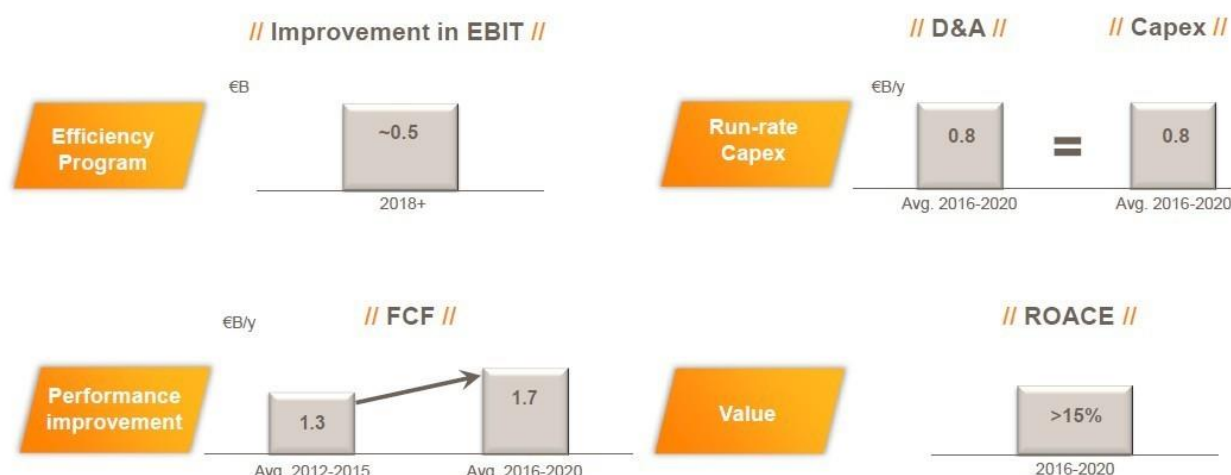 // Improvement in EBIT //
€B
Efficiency
Program
~0.5
2018+
// D&A //
// Capex //
€B/y
Run-rate
Capex
0.8
=
0.8
Avg. 2016-2020
Avg. 2016-2020
€B/y
// FCF //
Performance
improvement
1.3
1.7
Avg. 2012-2015
Avg. 2016-2020
// ROACE //
Value
>15%
2016-2020